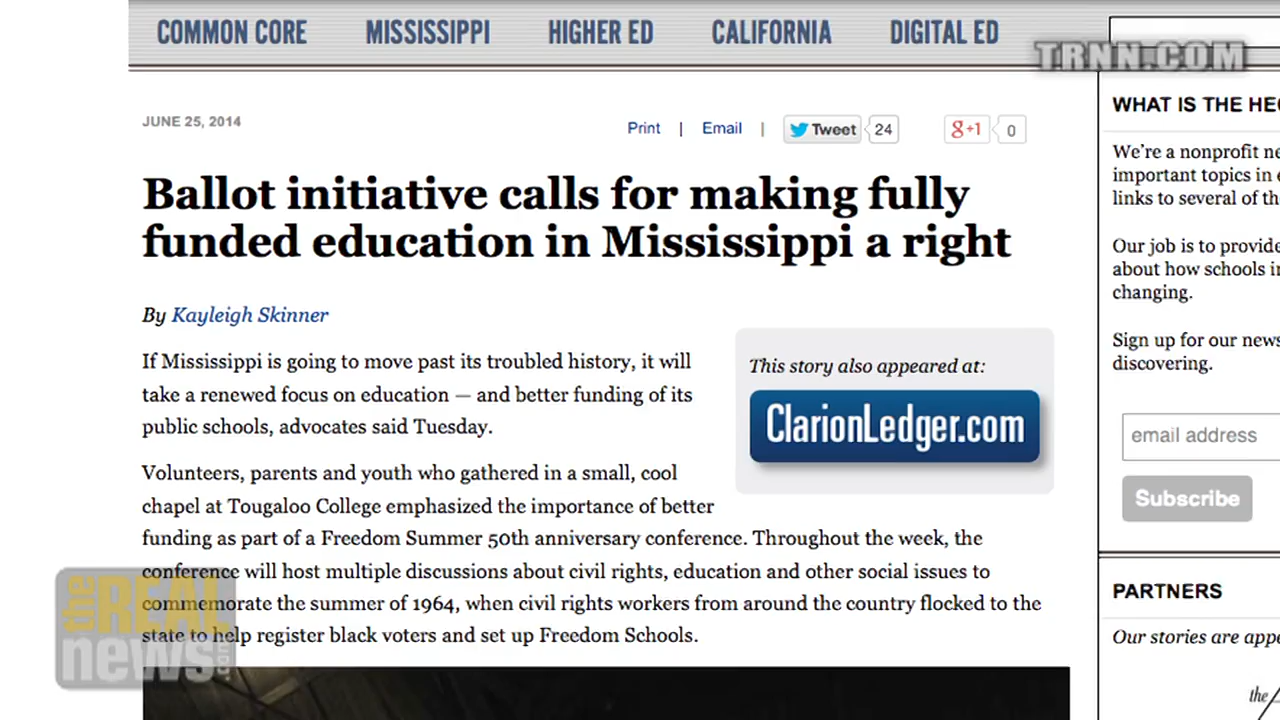 COMMON CORE MISSISSIPPI HIGHER ED CALIFORNIA DIGITAL ED
TRNN.COM
JUNE 25, 2014
Print | Email | Tweet 24 g+1 0
Ballot initiative calls for making fully
funded education in Mississippi a right
By Kayleigh Skinner
If Mississippi is going to move past its troubled history, it will
take a renewed focus on education — and better funding of its
public schools, advocates said Tuesday.
This story also appeared at:
ClarionLedger.com
Volunteers, parents and youth who gathered in a small, cool
chapel at Tougaloo College emphasized the importance of better
funding as part of a Freedom Summer 50th anniversary conference. Throughout the week, the
conference will host multiple discussions about civil rights, education and other social issues to
commemorate the summer of 1964, when civil rights workers from around the country flocked to the
state to help register black voters and set up Freedom Schools.
the
REAL
news.com
WHAT IS THE HE
We're a nonprofit ne
important topics in e
links to several of the
Our job is to provide
about how schools in
changing.
Sign up for our news
discovering.
email address
Subscribe
PARTNERS
Our stories are appe
the